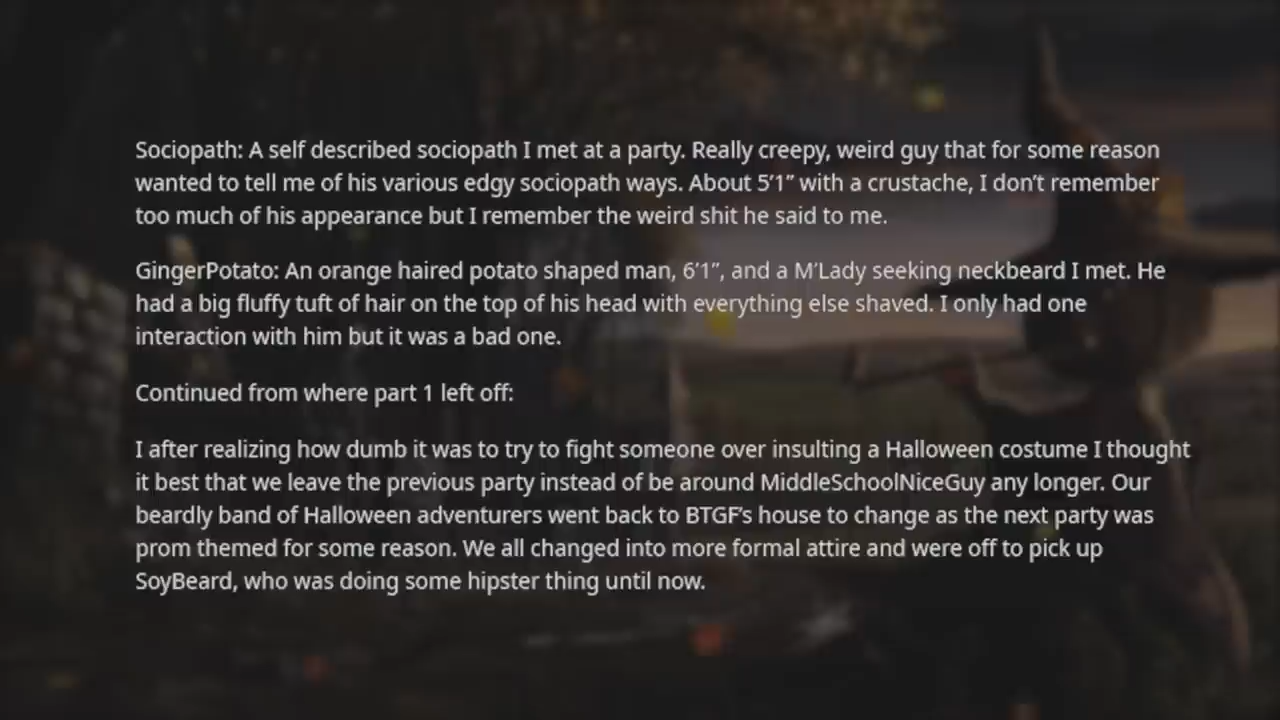 Sociopath: A self described sociopath I met at a party. Really creepy, weird guy that for some reason
wanted to tell me of his various edgy sociopath ways. About 5’1” with a crustache, I don’t remember
too much of his appearance but I remember the weird shit he said to me.
GingerPotato: An orange haired potato shaped man, 6’1”, and a M’Lady seeking neckbeard I met. He
had a big fluffy tuft of hair on the top of his head with everything else shaved. I only had one
interaction with him but it was a bad one.
Continued from where part 1 left off:
I after realizing how dumb it was to try to fight someone over insulting a Halloween costume I thought
it best that we leave the previous party instead of be around MiddleSchoolNiceGuy any longer. Our
beardly band of Halloween adventurers went back to BTGF’s house to change as the next party was
prom themed for some reason. We all changed into more formal attire and were off to pick up
SoyBeard, who was doing some hipster thing until now.